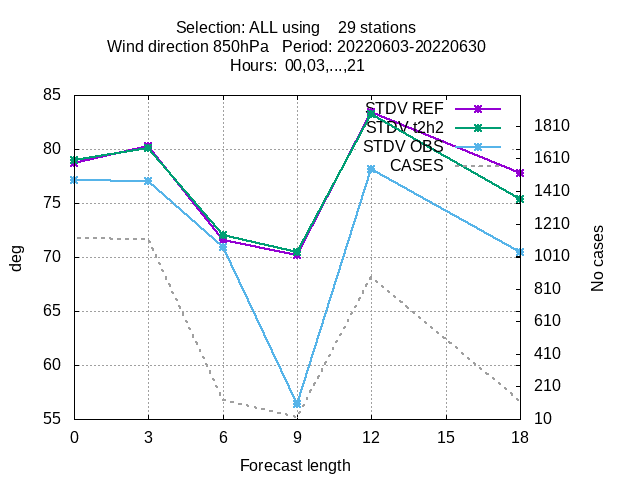 Selection: ALL using    29 stations
Wind direction 850hPa   Period: 20220603-20220630
Hours:  00,03,...,21
STDV REF
STDV t2h2
STDV OBS
CASES
85
80
75
70
65
60
55
deg
1810
1610
1410
1210
1010
810
610
410
210
10
No cases
0 3 6 9 12 15 18
Forecast length